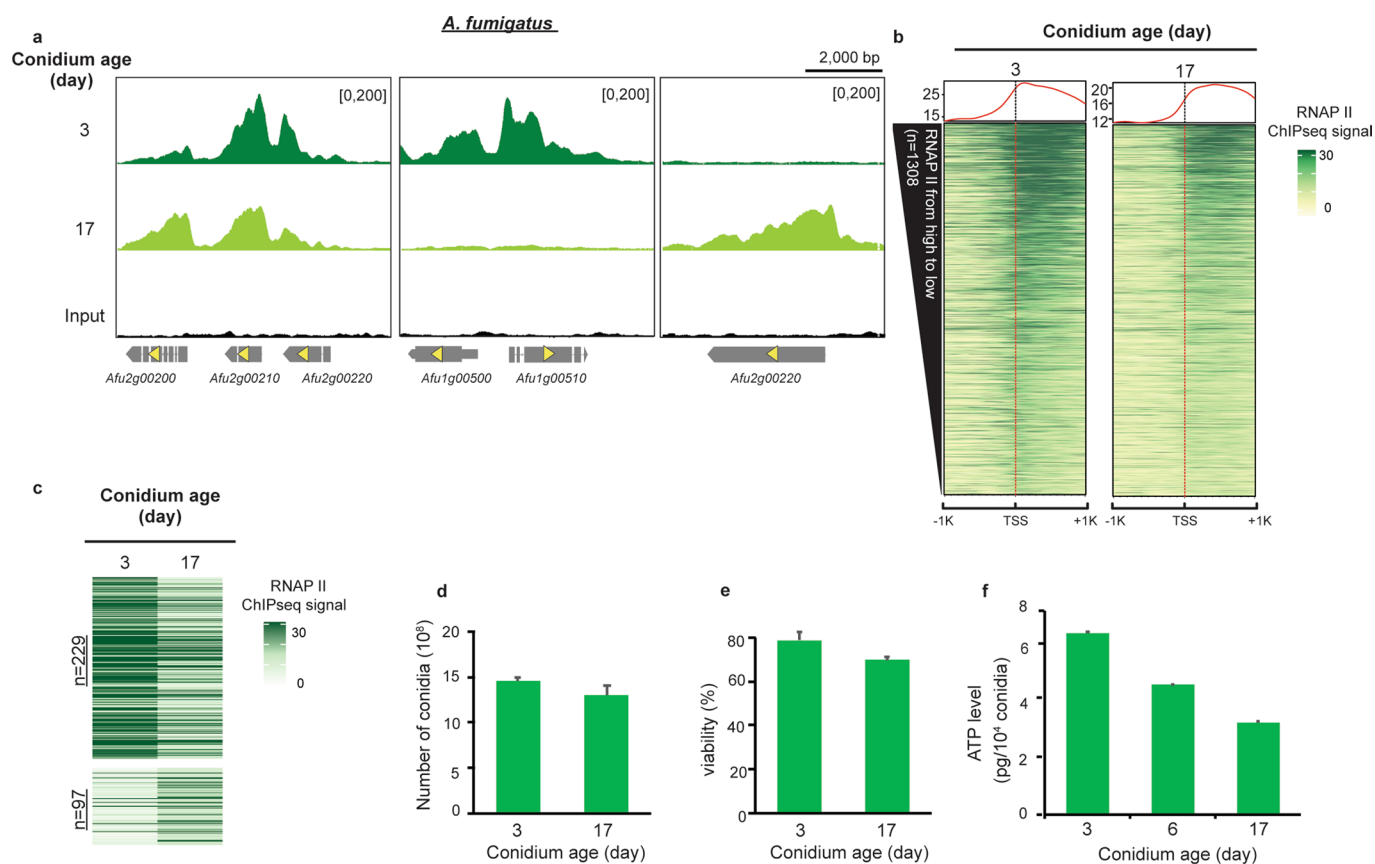 A. fumigatus
a
Conidium age
(day)
2,000 bp
[0,200]
[0,200]
[0,200]
3
17
Input
Afu2g00200
Afu2g00210
Afu2g00220
Afu1g00500
Afu1g00510
Afu2g00220
b
Conidium age (day)
3
17
25
15
20
16
12
RNAP II from high to low
(n=1308
RNAP II
ChIPseq signal
30
0
-1K
TSS
+1K
-1K
TSS
+1K
c
Conidium age
(day)
3
17
n=229
n=97
RNAP II
ChIPseq signal
30
0
d
Number of conidia (10⁸)
20
15
10
5
0
3
17
Conidium age (day)
e
viability (%)
80
60
40
20
0
3
17
Conidium age (day)
f
ATP level
(pg/10⁴ conidia)
8
6
4
2
0
3
6
17
Conidium age (day)